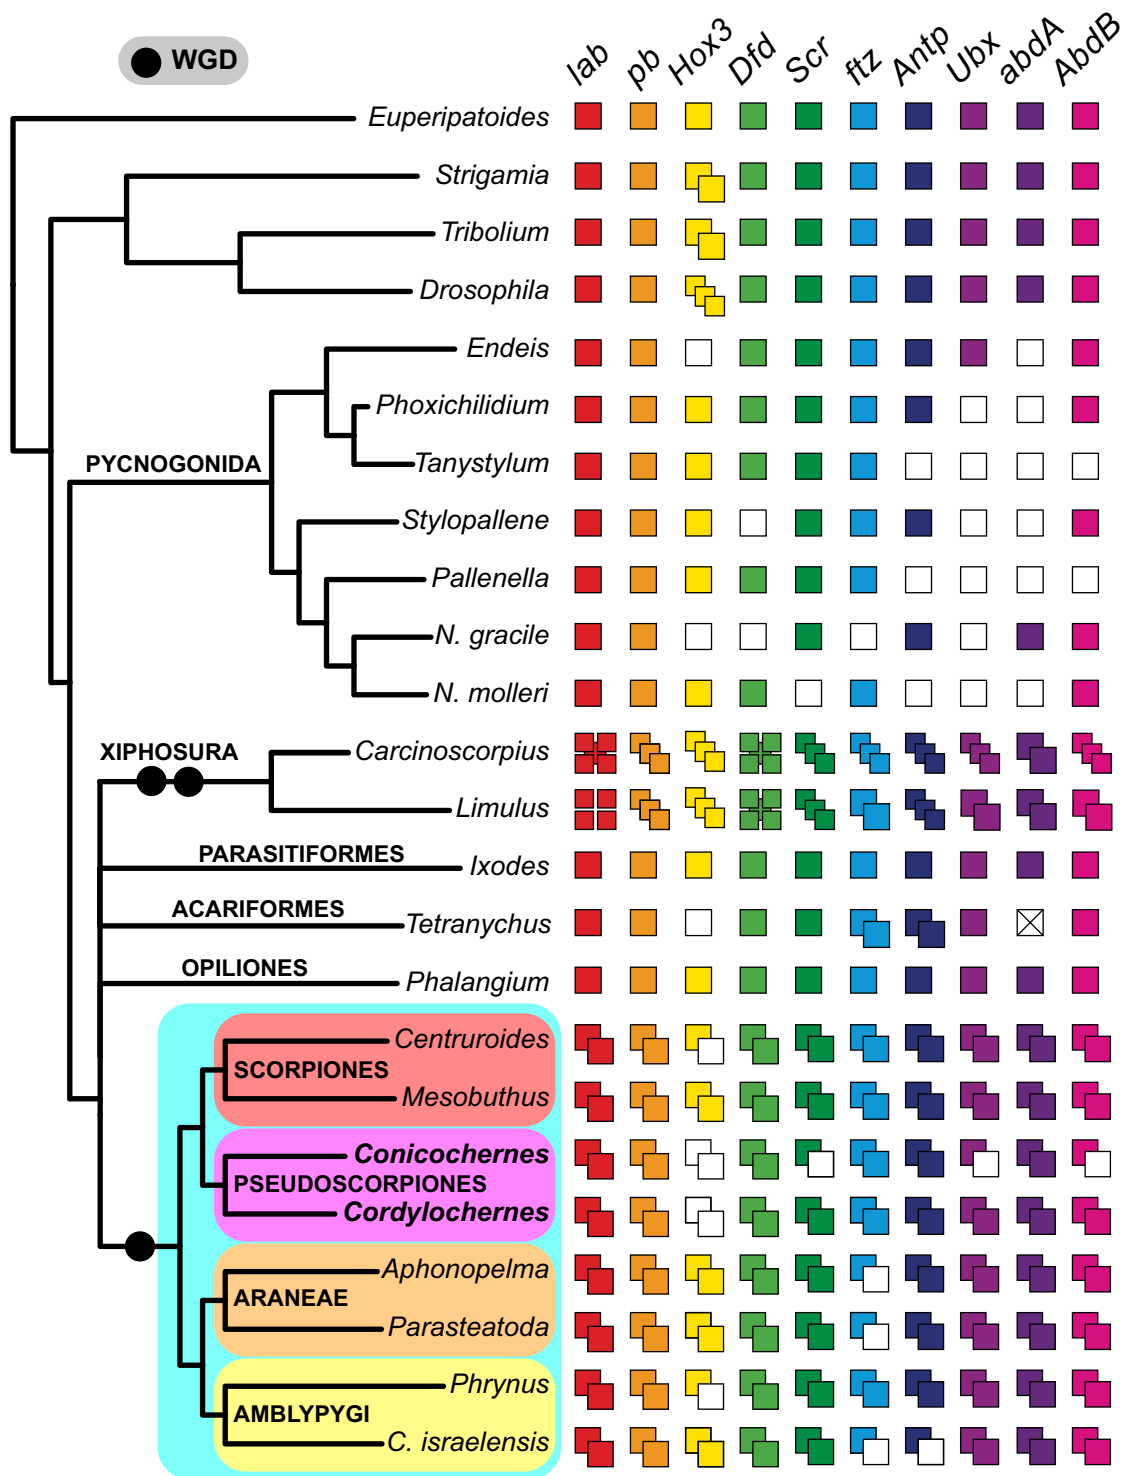 WGD
lab pb Hox3 Dfd Scr ftz Antp Ubx abdA AbdB
Euperipatoides
Strigamia
Tribolium
Drosophila
Endeis
Phoxichilidium
PYCNOGONIDA
Tanystylum
Stylopallene
Pallenella
N. gracile
N. molleri
XIPHOSURA
Carcinoscorpius
Limulus
PARASITIFORMES
Ixodes
ACARIFORMES
Tetranychus
OPILIONES
Phalangium
Centruroides
SCORPIONES
Mesobuthus
Conicochernes
PSEUDOSCORPIONES
Cordylochernes
Aphonopelma
ARANEAE
Parasteatoda
Phrynus
AMBLYPYGI
C. israelensis